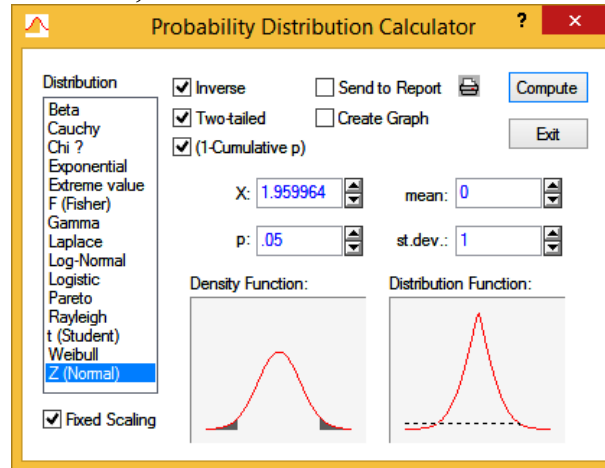 Probability Distribution Calculator ? ×
Distribution
Beta
Cauchy
Chi ?
Exponential
Extreme value
F (Fisher)
Gamma
Laplace
Log-Normal
Logistic
Pareto
Rayleigh
t (Student)
Weibull
Z (Normal)
Fixed Scaling
Inverse
Send to Report
Compute
Two-tailed
Create Graph
Exit
(1-Cumulative p)
X: 1.959964
mean: 0
p: .05
st.dev.: 1
Density Function:
Distribution Function: